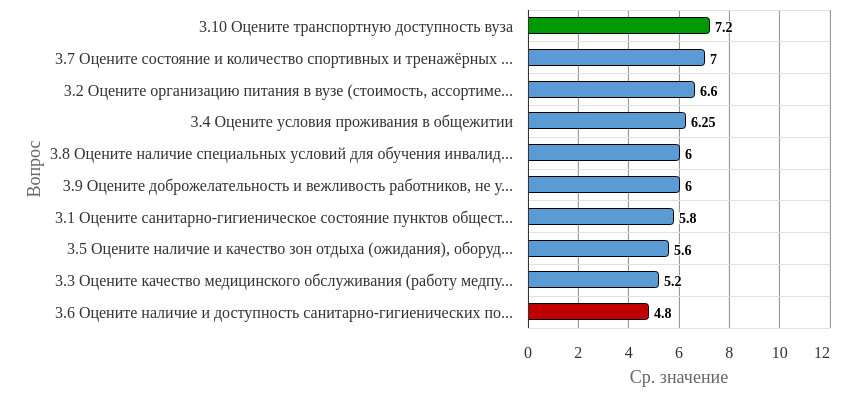 3.10 Оцените транспортную доступность вуза
7.2
3.7 Оцените состояние и количество спортивных и тренажёрных ...
7
3.2 Оцените организацию питания в вузе (стоимость, ассортиме...
6.6
3.4 Оцените условия проживания в общежитии
6.25
3.8 Оцените наличие специальных условий для обучения инвалид...
6
3.9 Оцените доброжелательность и вежливость работников, не у...
6
3.1 Оцените санитарно-гигиеническое состояние пунктов общест...
5.8
3.5 Оцените наличие и качество зон отдыха (ожидания), оборуд...
5.6
3.3 Оцените качество медицинского обслуживания (работу медпу...
5.2
3.6 Оцените наличие и доступность санитарно-гигиенических по...
4.8
Вопрос
0 2 4 6 8 10 12
Ср. значение